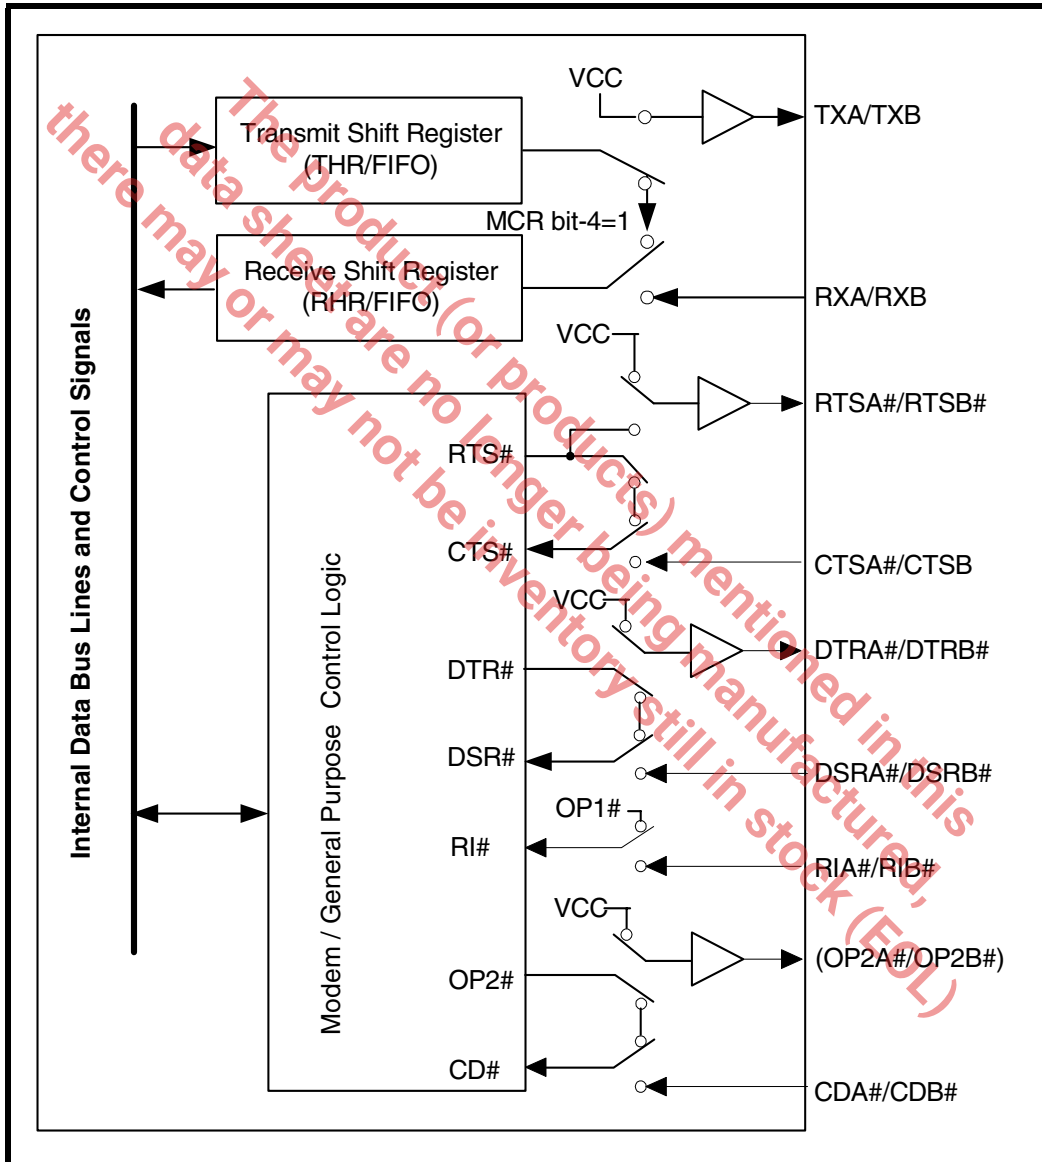 VCC
TXA/TXB
Transmit Shift Register
(THR/FIFO)
MCR bit-4=1
Receive Shift Register
(RHR/FIFO)
RXA/RXB
VCC
RTSA#/RTSB#
RTS#
CTS#
CTSA#/CTSB
VCC
DTRA#/DTRB#
DTR#
DSR#
DSRA#/DSRB#
OP1#
RI#
RIA#/RIB#
VCC
(OP2A#/OP2B#)
OP2#
CD#
CDA#/CDB#
Internal Data Bus Lines and Control Signals
Modem / General Purpose Control Logic
The product (or products) mentioned in this
data sheet are no longer being manufactured,
there may or may not be inventory still in stock (EOL)